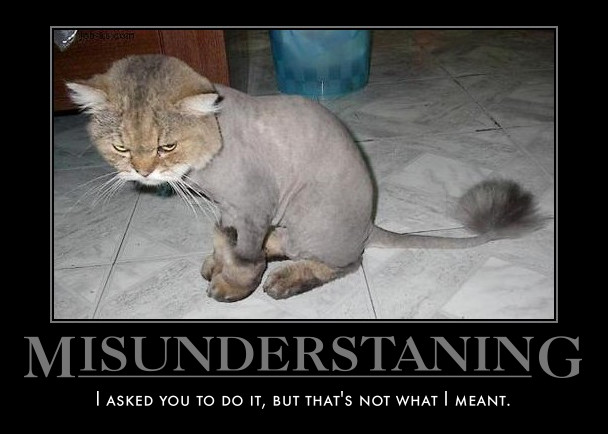 MISUNDERSTANING
I ASKED YOU TO DO IT, BUT THAT'S NOT WHAT I MEANT.